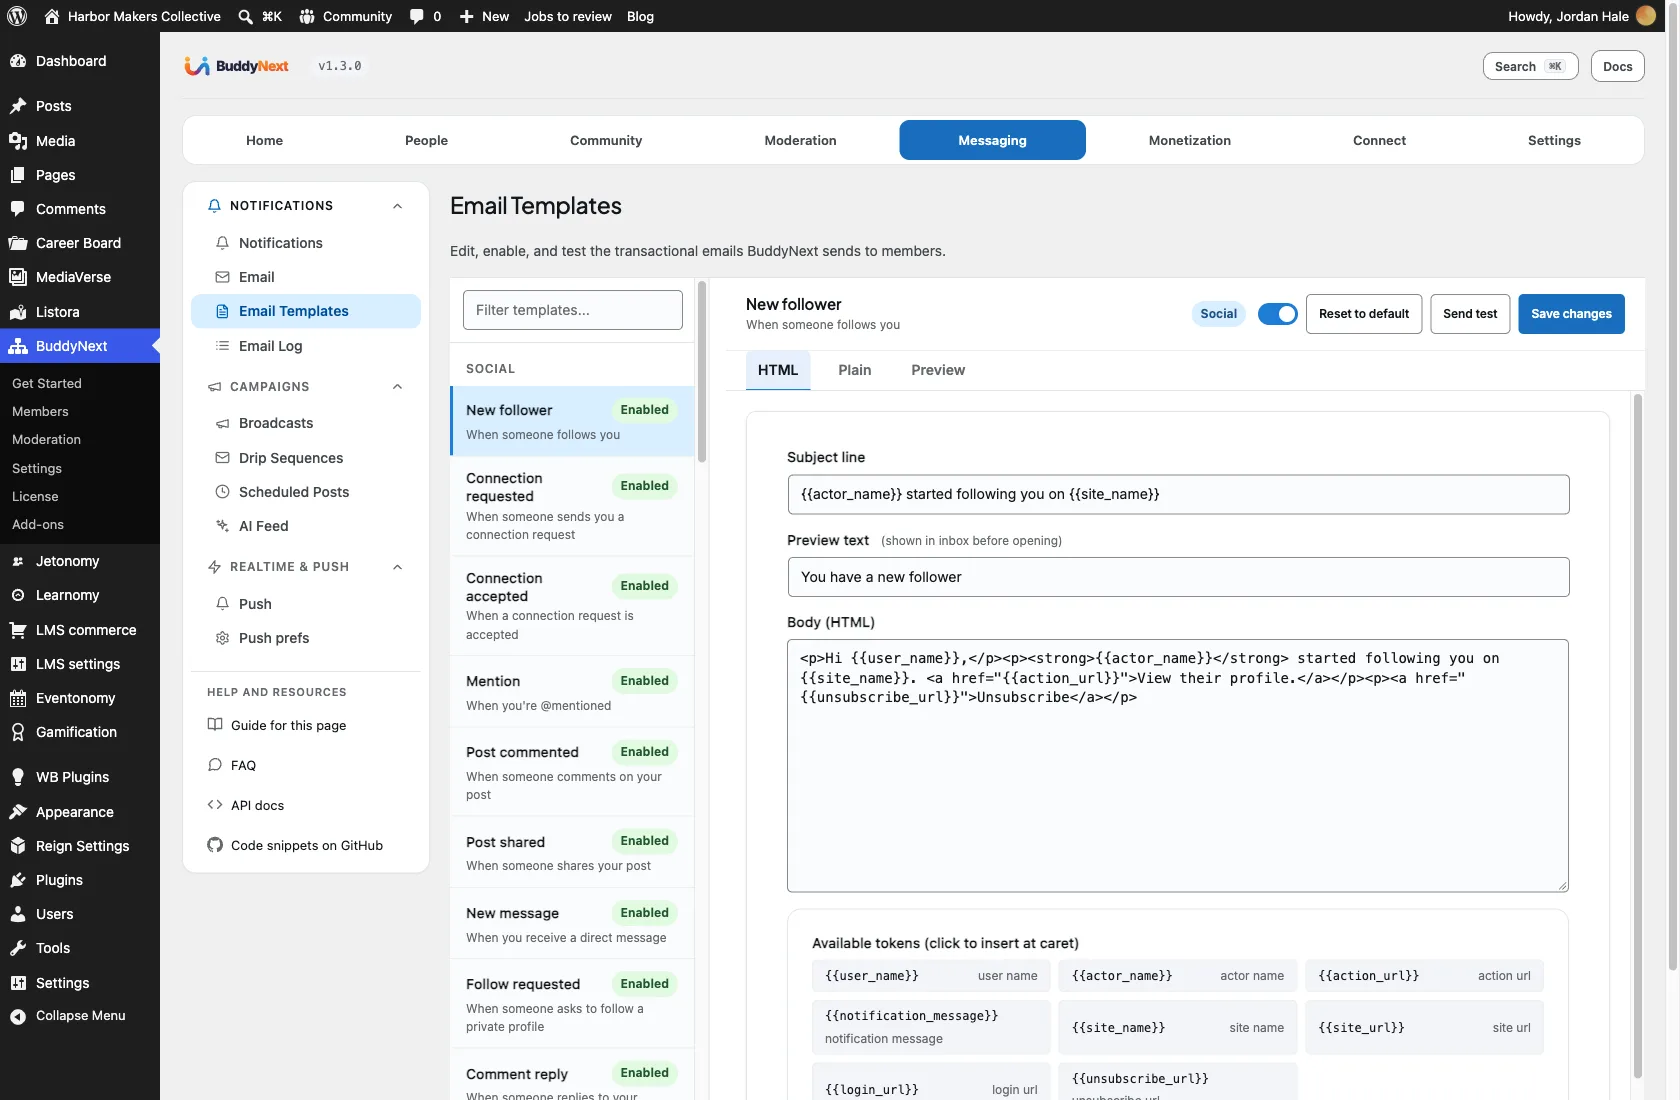 Harbor Makers Collective
⌘K
Community
0
New
Jobs to review
Blog
Howdy, Jordan Hale
Dashboard
Posts
Media
Pages
Comments
Career Board
MediaVerse
Listora
BuddyNext
Get Started
Members
Moderation
Settings
License
Add-ons
Jetonomy
Learnomy
LMS commerce
LMS settings
Eventonomy
Gamification
WB Plugins
Appearance
Reign Settings
Plugins
Users
Tools
Settings
Collapse Menu
BuddyNext
v1.3.0
Search ⌘K
Docs
Home
People
Community
Moderation
Messaging
Monetization
Connect
Settings
NOTIFICATIONS
Notifications
Email
Email Templates
Email Log
CAMPAIGNS
Broadcasts
Drip Sequences
Scheduled Posts
AI Feed
REALTIME & PUSH
Push
Push prefs
HELP AND RESOURCES
Guide for this page
FAQ
API docs
Code snippets on GitHub
Email Templates
Edit, enable, and test the transactional emails BuddyNext sends to members.
Filter templates...
SOCIAL
New follower
Enabled
When someone follows you
Connection
requested
Enabled
When someone sends you a
connection request
Connection
accepted
Enabled
When a connection request is
accepted
Mention
Enabled
When you're @mentioned
Post commented
Enabled
When someone comments on your
post
Post shared
Enabled
When someone shares your post
New message
Enabled
When you receive a direct message
Follow requested
Enabled
When someone asks to follow a
private profile
Comment reply
Enabled
When someone replies to your
New follower
When someone follows you
Social
Reset to default
Send test
Save changes
HTML
Plain
Preview
Subject line
{{actor_name}} started following you on {{site_name}}
Preview text (shown in inbox before opening)
You have a new follower
Body (HTML)
<p>Hi {{user_name}},</p><p><strong>{{actor_name}}</strong> started following you on
{{site_name}}. <a href="{{action_url}}">View their profile.</a></p><p><a href="
{{unsubscribe_url}}">Unsubscribe</a></p>
Available tokens (click to insert at caret)
{{user_name}} user name
{{actor_name}} actor name
{{action_url}} action url
{{notification_message}}
notification message
{{site_name}} site name
{{site_url}} site url
{{login_url}} login url
{{unsubscribe_url}}
unsubscribe url